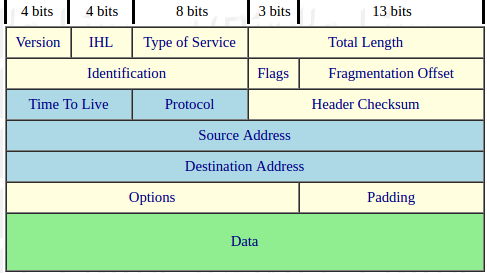 4 bits 4 bits 8 bits 3 bits 13 bits
Version IHL Type of Service Total Length
Identification Flags Fragmentation Offset
Time To Live Protocol Header Checksum
Source Address
Destination Address
Options Padding
Data